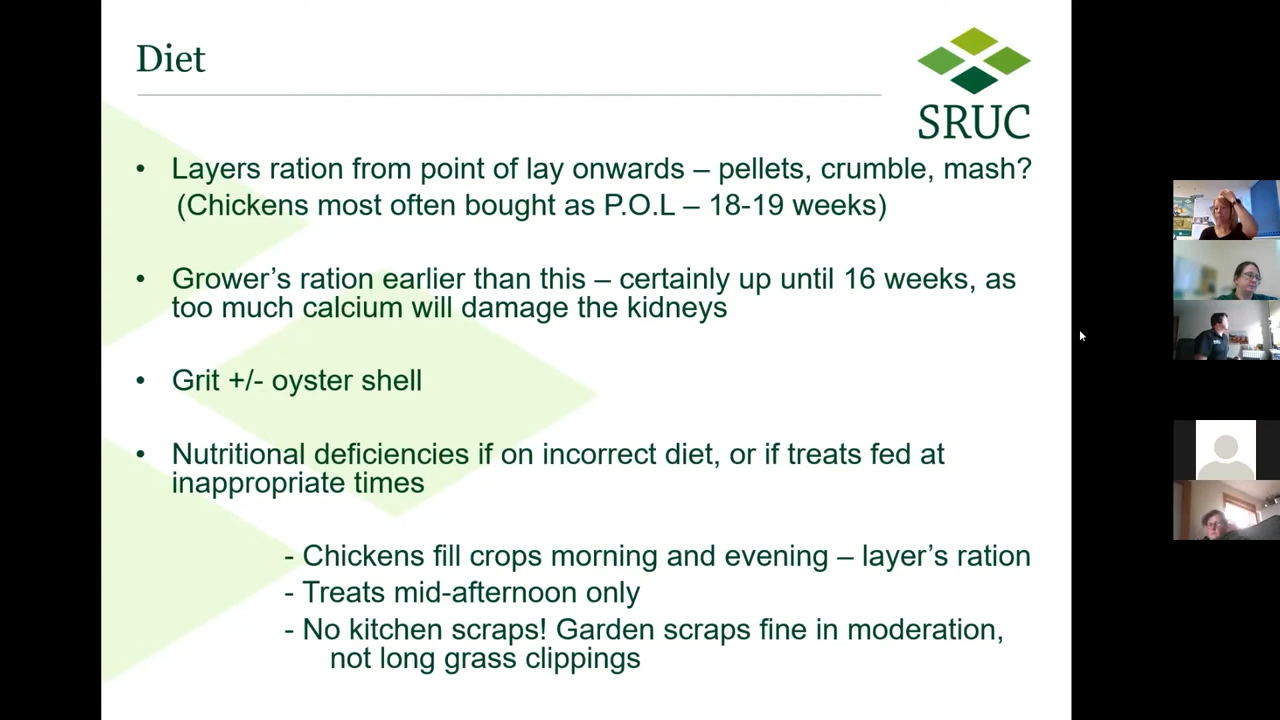 Diet
SRUC
• Layers ration from point of lay onwards – pellets, crumble, mash?
(Chickens most often bought as P.O.L – 18-19 weeks)
• Grower’s ration earlier than this – certainly up until 16 weeks, as
too much calcium will damage the kidneys
• Grit +/- oyster shell
• Nutritional deficiencies if on incorrect diet, or if treats fed at
inappropriate times
- Chickens fill crops morning and evening – layer’s ration
- Treats mid-afternoon only
- No kitchen scraps! Garden scraps fine in moderation,
not long grass clippings